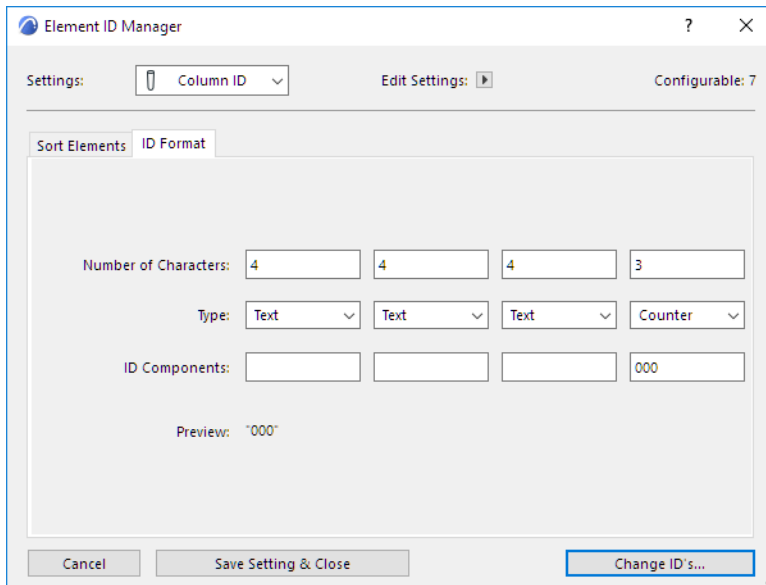 Element ID Manager
?
Settings: Column ID Edit Settings: Configurable: 7
Sort Elements ID Format
Number of Characters: 4 4 4 3
Type: Text Text Text Counter
ID Components: 000
Preview: "000"
Cancel Save Setting & Close Change ID's...